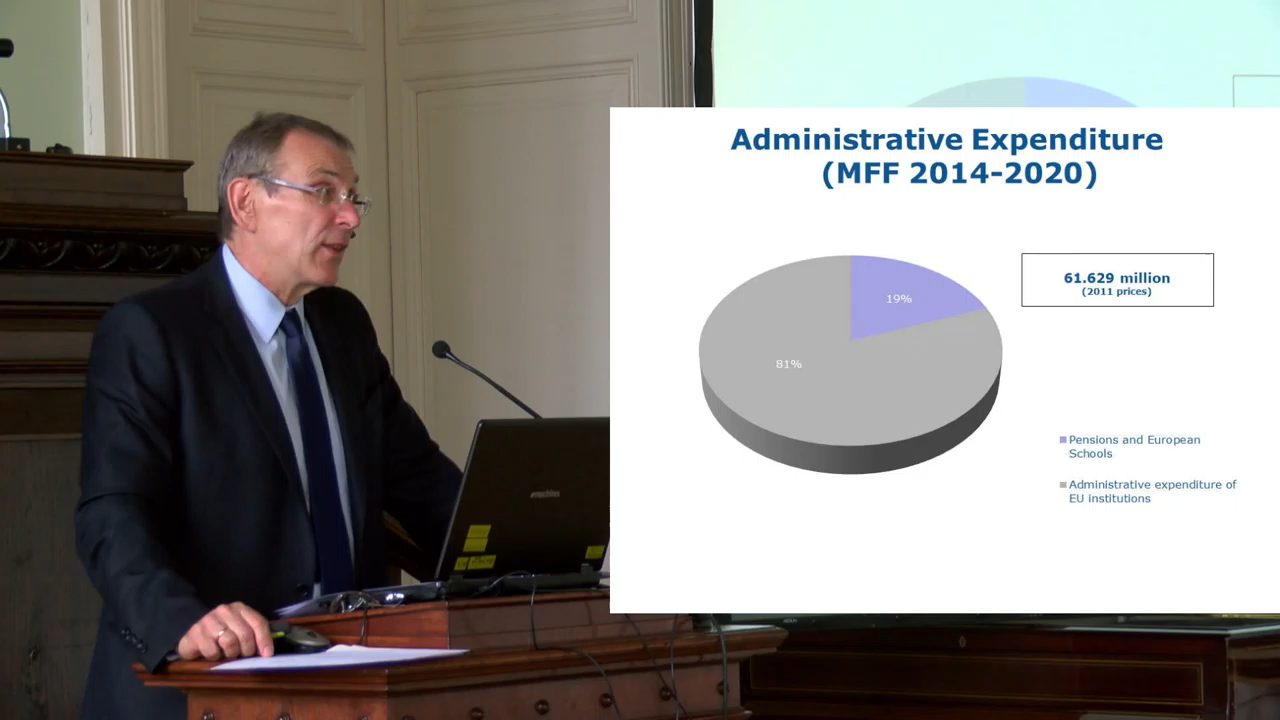 Administrative Expenditure
(MFF 2014-2020)
61.629 million
(2011 prices)
19%
81%
Pensions and European
Schools
Administrative expenditure of
EU institutions
eMachines